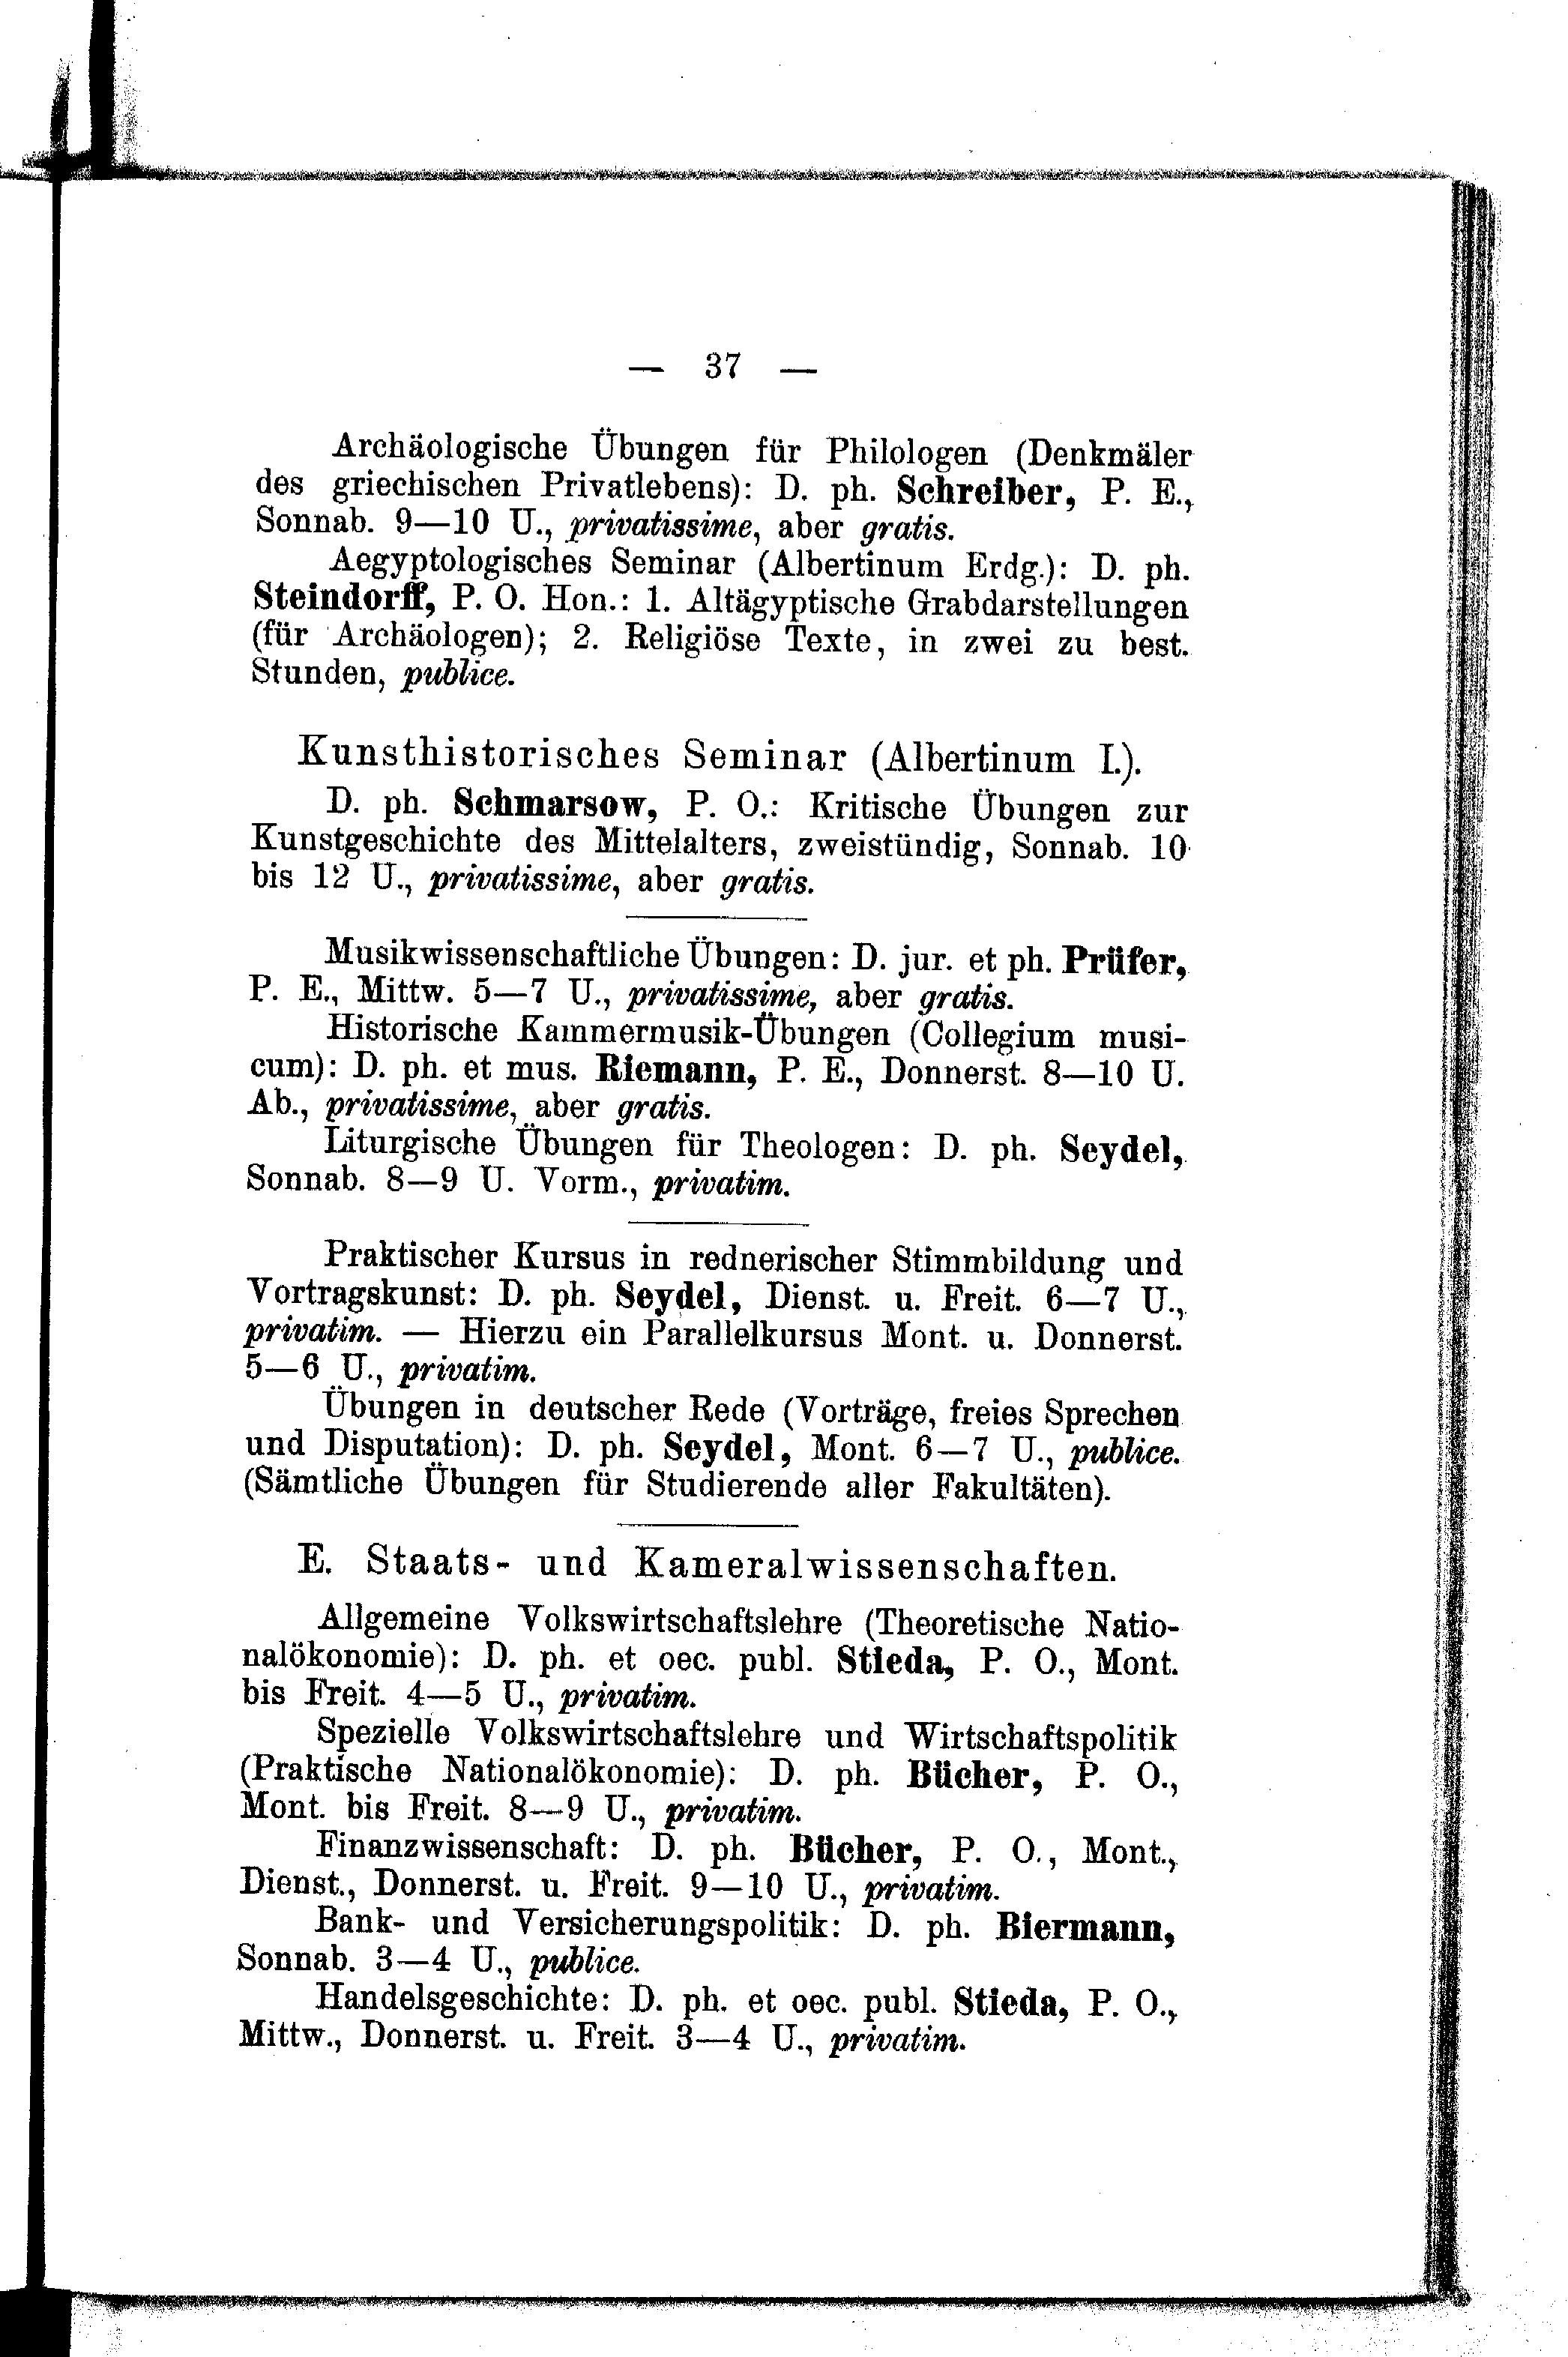 — 37 —
Archäologische Übungen für Philologen (Denkmäler
des griechischen Privatlebens): D. ph. Schreiber, P. E.,
Sonnab. 9—10 U., privatissime, aber gratis.
Aegyptologisches Seminar (Albertinum Erdg.): D. ph.
Steindorff, P. O. Hon.: 1. Altägyptische Grabdarstellungen
(für Archäologen); 2. Religiöse Texte, in zwei zu best.
Stunden, publice.
Kunsthistorisches Seminar (Albertinum I.).
D. ph. Schmarsow, P. O.: Kritische Übungen zur
Kunstgeschichte des Mittelalters, zweistündig, Sonnab. 10
bis 12 U., privatissime, aber gratis.
Musikwissenschaftliche Übungen: D. jur. et ph. Prüfer,
P. E., Mittw. 5—7 U., privatissime, aber gratis.
Historische Kammermusik-Übungen (Collegium musi-
cum): D. ph. et mus. Riemann, P. E., Donnerst. 8—10 U.
Ab., privatissime, aber gratis.
Liturgische Übungen für Theologen: D. ph. Seydel,
Sonnab. 8—9 U. Vorm., privatim.
Praktischer Kursus in rednerischer Stimmbildung und
Vortragskunst: D. ph. Seydel, Dienst. u. Freit. 6—7 U.,
privatim. — Hierzu ein Parallelkursus Mont. u. Donnerst.
5—6 U., privatim.
Übungen in deutscher Rede (Vorträge, freies Sprechen
und Disputation): D. ph. Seydel, Mont. 6—7 U., publice.
(Sämtliche Übungen für Studierende aller Fakultäten).
E. Staats- und Kameralwissenschaften.
Allgemeine Volkswirtschaftslehre (Theoretische Natio-
nalökonomie): D. ph. et oec. publ. Stieda, P. O., Mont.
bis Freit. 4—5 U., privatim.
Spezielle Volkswirtschaftslehre und Wirtschaftspolitik
(Praktische Nationalökonomie): D. ph. Bücher, P. O.,
Mont. bis Freit. 8—9 U., privatim.
Finanzwissenschaft: D. ph. Bücher, P. O., Mont.,
Dienst., Donnerst. u. Freit. 9—10 U., privatim.
Bank- und Versicherungspolitik: D. ph. Biermann,
Sonnab. 3—4 U., publice.
Handelsgeschichte: D. ph. et oec. publ. Stieda, P. O.,
Mittw., Donnerst. u. Freit. 3—4 U., privatim.